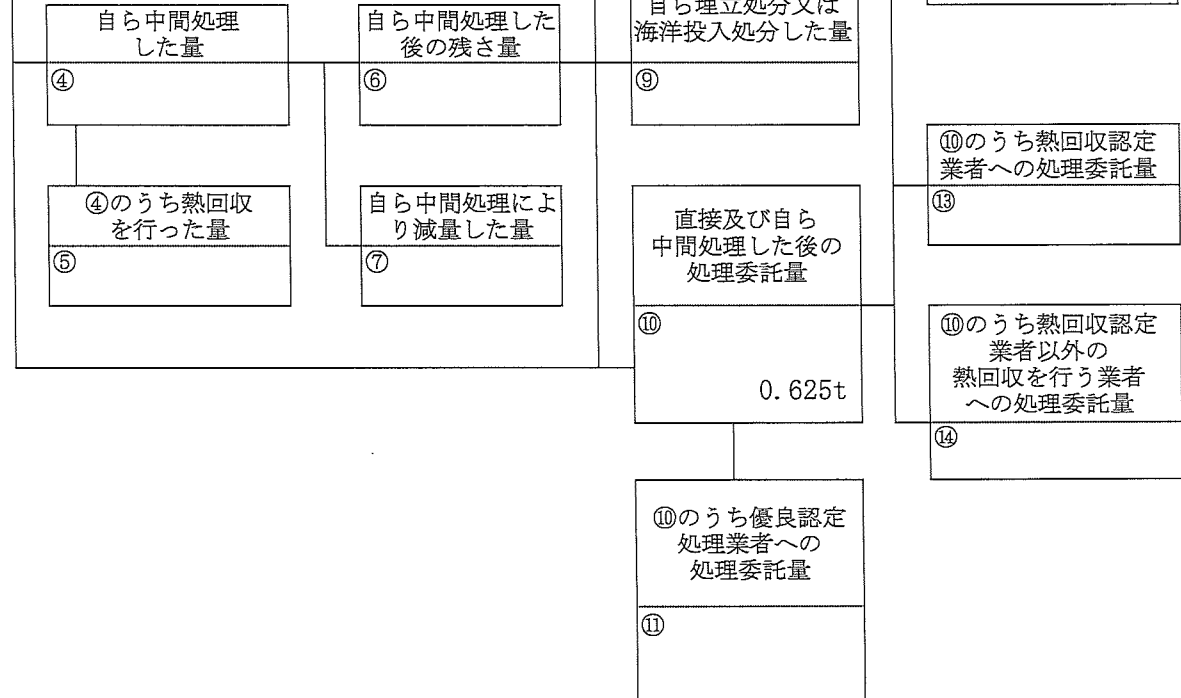 自ら中間処理
した量
④
自ら中間処理した
後の残さ量
⑥
自ら埋立処分又は
海洋投入処分した量
⑨
④のうち熱回収
を行った量
⑤
自ら中間処理によ
り減量した量
⑦
直接及び自ら
中間処理した後の
処理委託量
⑩
0.625t
⑩のうち優良認定
処理業者への
処理委託量
⑪
⑩のうち熱回収認定
業者への処理委託量
⑬
⑩のうち熱回収認定
業者以外の
熱回収を行う業者
への処理委託量
⑭